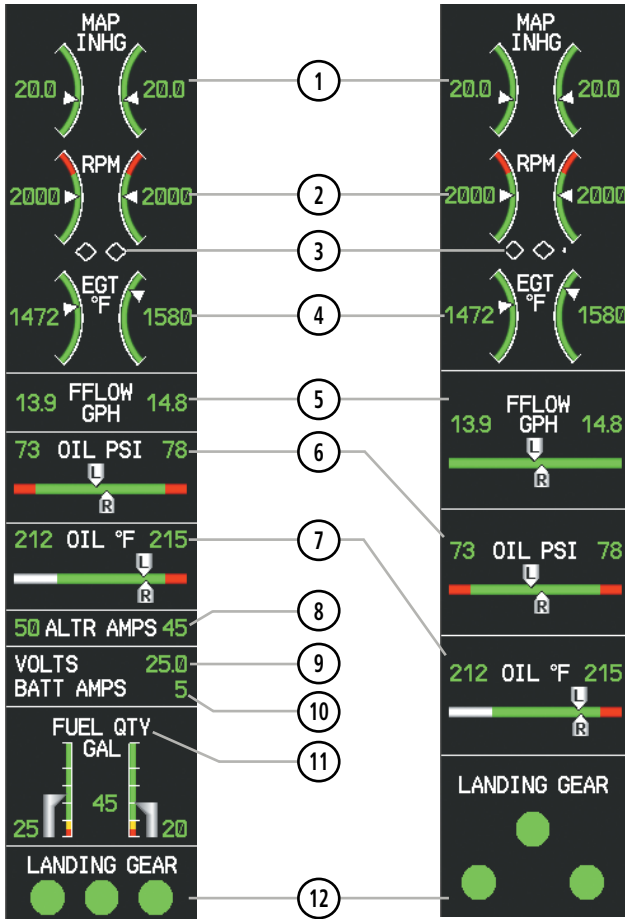 MAP
INHG
20.0 20.0
RPM
2000 2000
EGT
°F
1472 1580
13.9 FFLOW 14.8
GPH
73 OIL PSI 78
L
R
212 OIL °F 215
L
R
50 ALTR AMPS 45
VOLTS 25.0
BATT AMPS 5
FUEL QTY
GAL
45
25 20
LANDING GEAR
1
2
3
4
5
6
7
8
9
10
11
12
MAP
INHG
20.0 20.0
RPM
2000 2000
EGT
°F
1472 1580
FFLOW
13.9 GPH 14.8
L
R
73 OIL PSI 78
L
R
212 OIL °F 215
L
R
LANDING GEAR